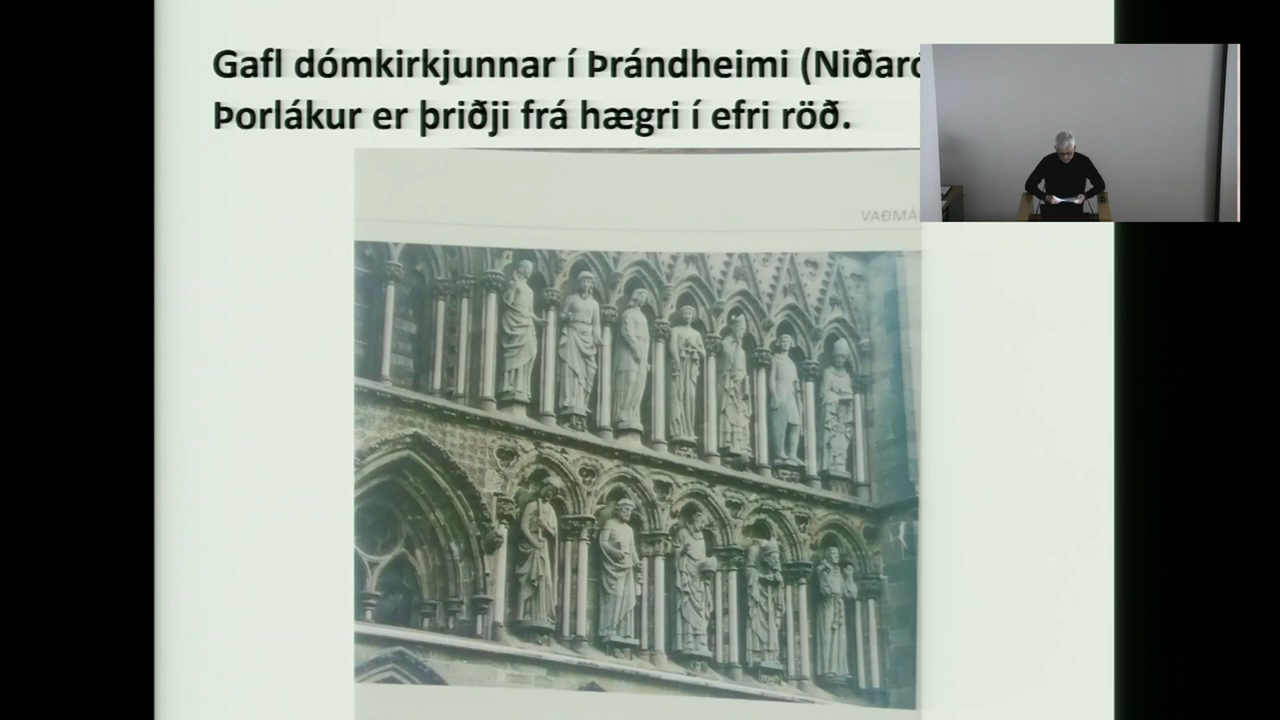 Gafl dómkirkjunnar í Þrándheimi
Þorlákur er þriðji frá hægri í efri röð.